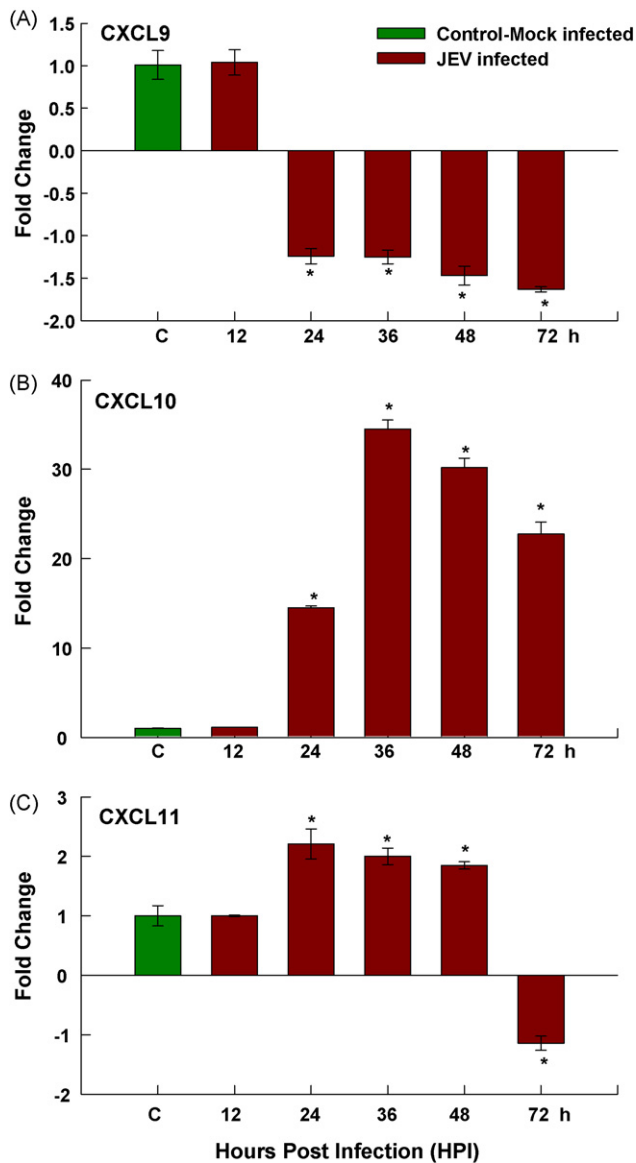 (A)
CXCL9
Control-Mock infected
JEV infected
1.5
1.0
0.5
0.0
-0.5
-1.0
-1.5
-2.0
Fold Change
* * * *
C 12 24 36 48 72 h
(B)
CXCL10
40
30
20
10
0
Fold Change
* * * *
C 12 24 36 48 72 h
(C)
CXCL11
3
2
1
0
-1
-2
Fold Change
* * * *
C 12 24 36 48 72 h
Hours Post Infection (HPI)